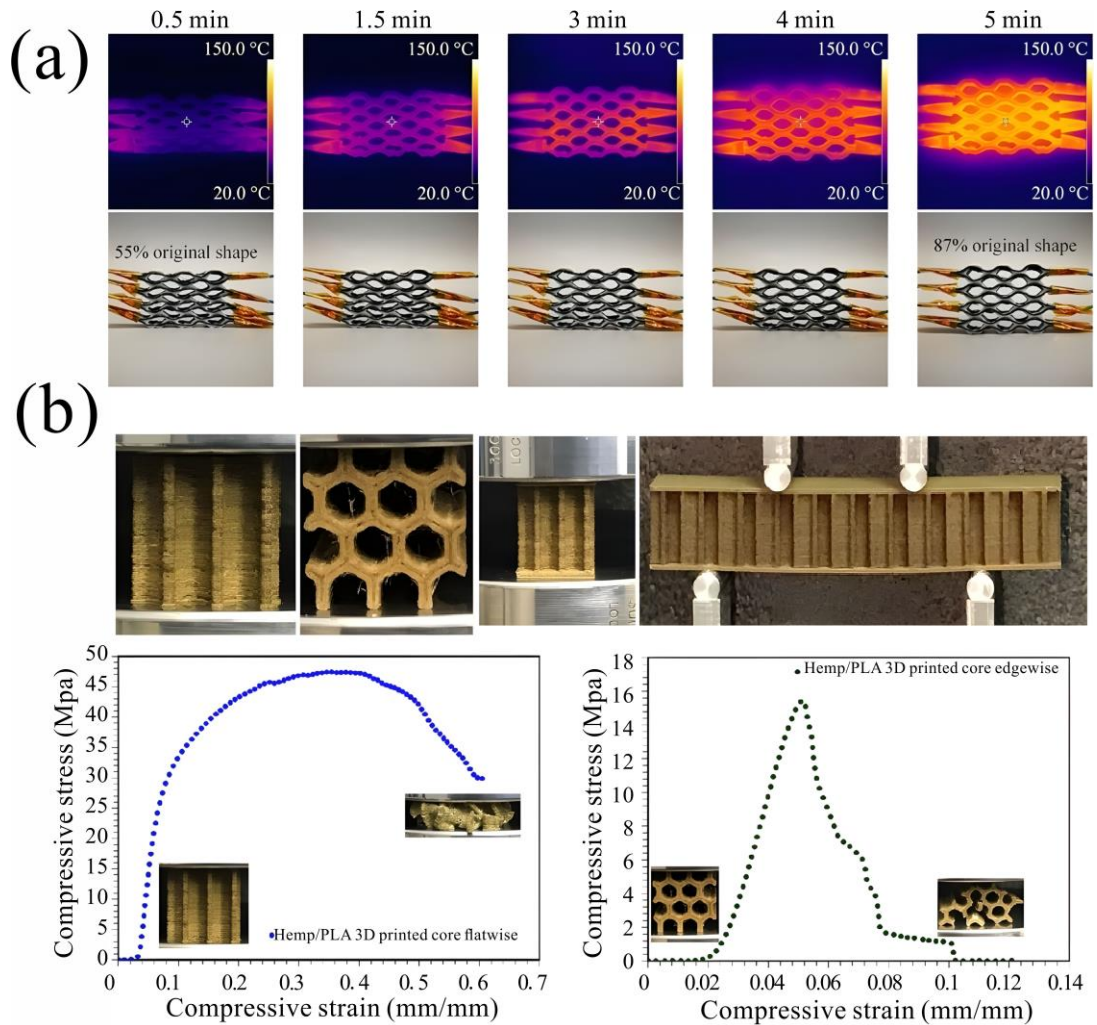 (a)
0.5 min
1.5 min
3 min
4 min
5 min
150.0 °C
150.0 °C
150.0 °C
150.0 °C
150.0 °C
20.0 °C
20.0 °C
20.0 °C
20.0 °C
20.0 °C
55% original shape
87% original shape
(b)
LOC
50
45
40
35
30
25
20
15
10
5
0
Compressive stress (Mpa)
Hemp/PLA 3D printed core flatwise
0
0.1
0.2
0.3
0.4
0.5
0.6
0.7
Compressive strain (mm/mm)
18
16
14
12
10
8
6
4
2
0
Compressive stress (Mpa)
Hemp/PLA 3D printed core edgewise
0
0.02
0.04
0.06
0.08
0.10
0.12
0.14
Compressive strain (mm/mm)